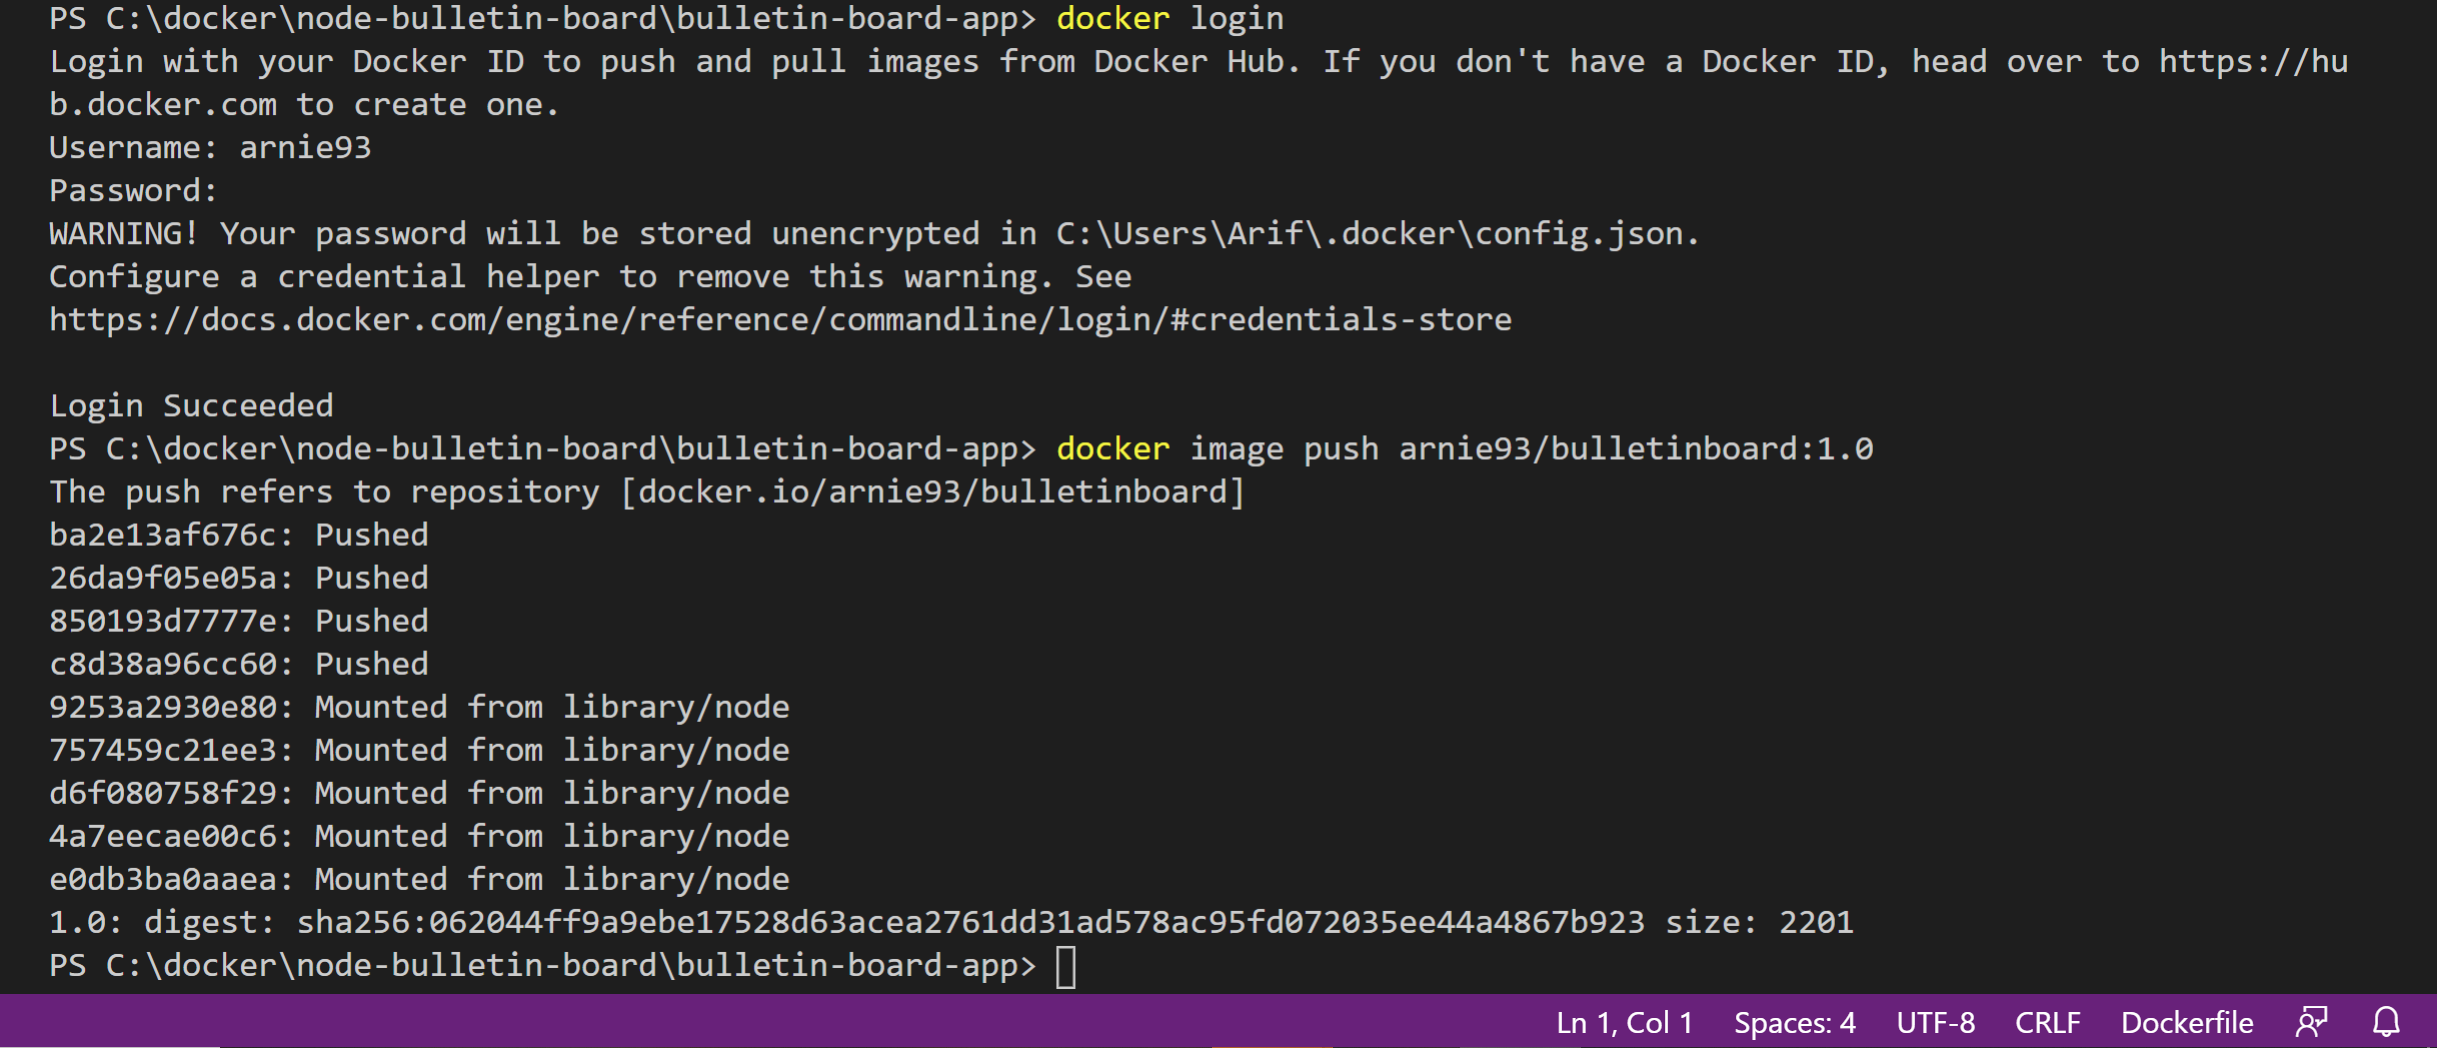 PS C:\docker\node-bulletin-board\bulletin-board-app> docker login
Login with your Docker ID to push and pull images from Docker Hub. If you don't have a Docker ID, head over to https://hu
b.docker.com to create one.
Username: arnie93
Password:
WARNING! Your password will be stored unencrypted in C:\Users\Arif\.docker\config.json.
Configure a credential helper to remove this warning. See
https://docs.docker.com/engine/reference/commandline/login/#credentials-store
Login Succeeded
PS C:\docker\node-bulletin-board\bulletin-board-app> docker image push arnie93/bulletinboard:1.0
The push refers to repository [docker.io/arnie93/bulletinboard]
ba2e13af676c: Pushed
26da9f05e05a: Pushed
850193d7777e: Pushed
c8d38a96cc60: Pushed
9253a2930e80: Mounted from library/node
757459c21ee3: Mounted from library/node
d6f080758f29: Mounted from library/node
4a7eecae00c6: Mounted from library/node
e0db3ba0aaea: Mounted from library/node
1.0: digest: sha256:062044ff9a9ebe17528d63acea2761dd31ad578ac95fd072035ee44a4867b923 size: 2201
PS C:\docker\node-bulletin-board\bulletin-board-app>
Ln 1, Col 1 Spaces: 4 UTF-8 CRLF Dockerfile